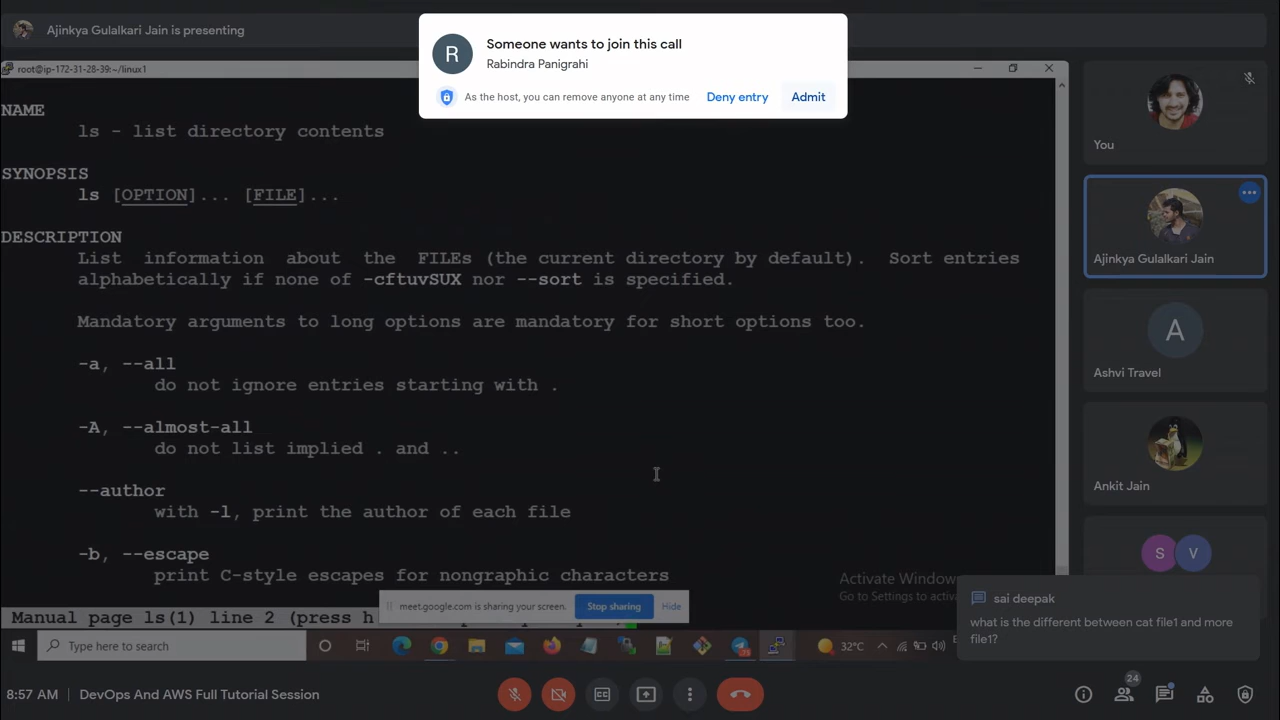 Ajinkya Gulalkari Jain is presenting
R
Someone wants to join this call
Rabindra Panigrahi
As the host, you can remove anyone at any time
Deny entry
Admit
root@ip-172-31-28-39:~/linux1
NAME
ls - list directory contents
SYNOPSIS
ls [OPTION]... [FILE]...
DESCRIPTION
List information about the FILEs (the current directory by default). Sort entries
alphabetically if none of -cftuvSUX nor --sort is specified.
Mandatory arguments to long options are mandatory for short options too.
-a, --all
do not ignore entries starting with .
-A, --almost-all
do not list implied . and ..
--author
with -l, print the author of each file
-b, --escape
print C-style escapes for nongraphic characters
Manual page ls(1) line 2 (press h
meet.google.com is sharing your screen.
Stop sharing
Hide
Activate Window
Go to Settings to activa
Type here to search
32°C
You
Ajinkya Gulalkari Jain
A
Ashvi Travel
Ankit Jain
S
V
sai deepak
what is the different between cat file1 and more
file1?
8:57 AM
DevOps And AWS Full Tutorial Session
24